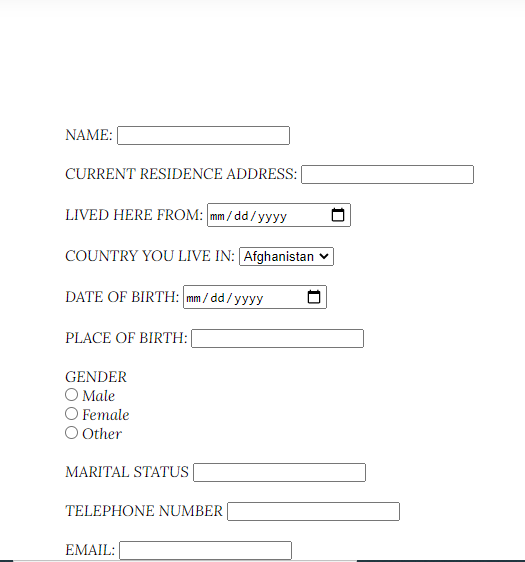 NAME:
CURRENT RESIDENCE ADDRESS:
LIVED HERE FROM: mm/dd/yyyy
COUNTRY YOU LIVE IN: Afghanistan
DATE OF BIRTH: mm/dd/yyyy
PLACE OF BIRTH:
GENDER
Male
Female
Other
MARITAL STATUS
TELEPHONE NUMBER
EMAIL: